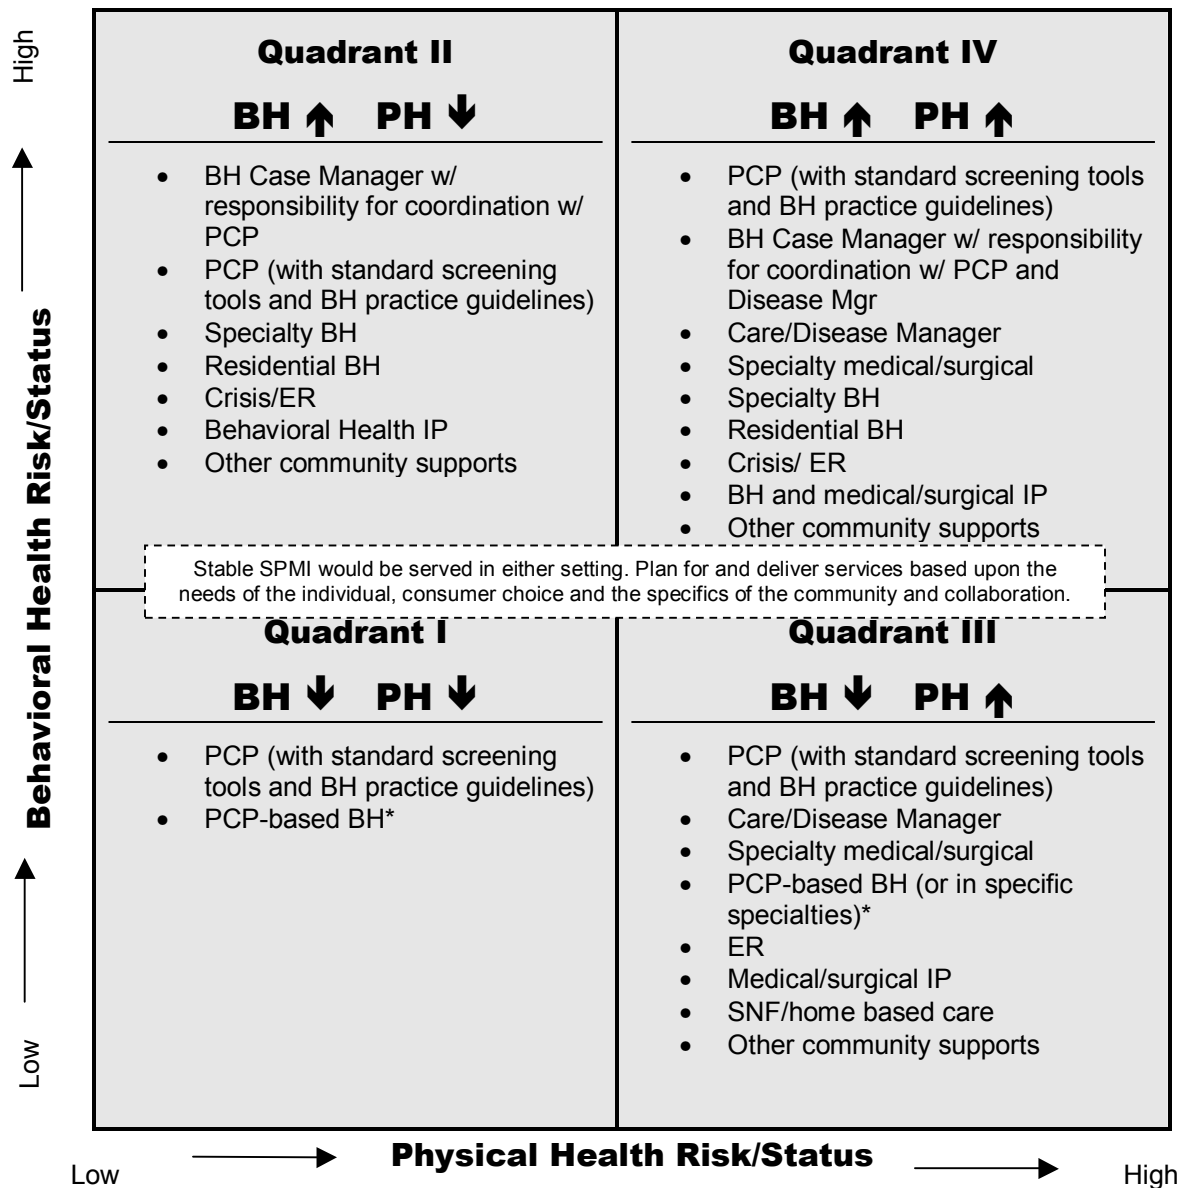 High
Behavioral Health Risk/Status
Low
Quadrant II
BH ↑ PH ↓
• BH Case Manager w/
responsibility for coordination w/
PCP
• PCP (with standard screening
tools and BH practice guidelines)
• Specialty BH
• Residential BH
• Crisis/ER
• Behavioral Health IP
• Other community supports
Quadrant IV
BH ↑ PH ↑
• PCP (with standard screening tools
and BH practice guidelines)
• BH Case Manager w/ responsibility
for coordination w/ PCP and
Disease Mgr
• Care/Disease Manager
• Specialty medical/surgical
• Specialty BH
• Residential BH
• Crisis/ ER
• BH and medical/surgical IP
• Other community supports
Stable SPMI would be served in either setting. Plan for and deliver services based upon the
needs of the individual, consumer choice and the specifics of the community and collaboration.
Quadrant I
BH ↓ PH ↓
• PCP (with standard screening
tools and BH practice guidelines)
• PCP-based BH*
Quadrant III
BH ↓ PH ↑
• PCP (with standard screening tools
and BH practice guidelines)
• Care/Disease Manager
• Specialty medical/surgical
• PCP-based BH (or in specific
specialties)*
• ER
• Medical/surgical IP
• SNF/home based care
• Other community supports
Low
Physical Health Risk/Status
High